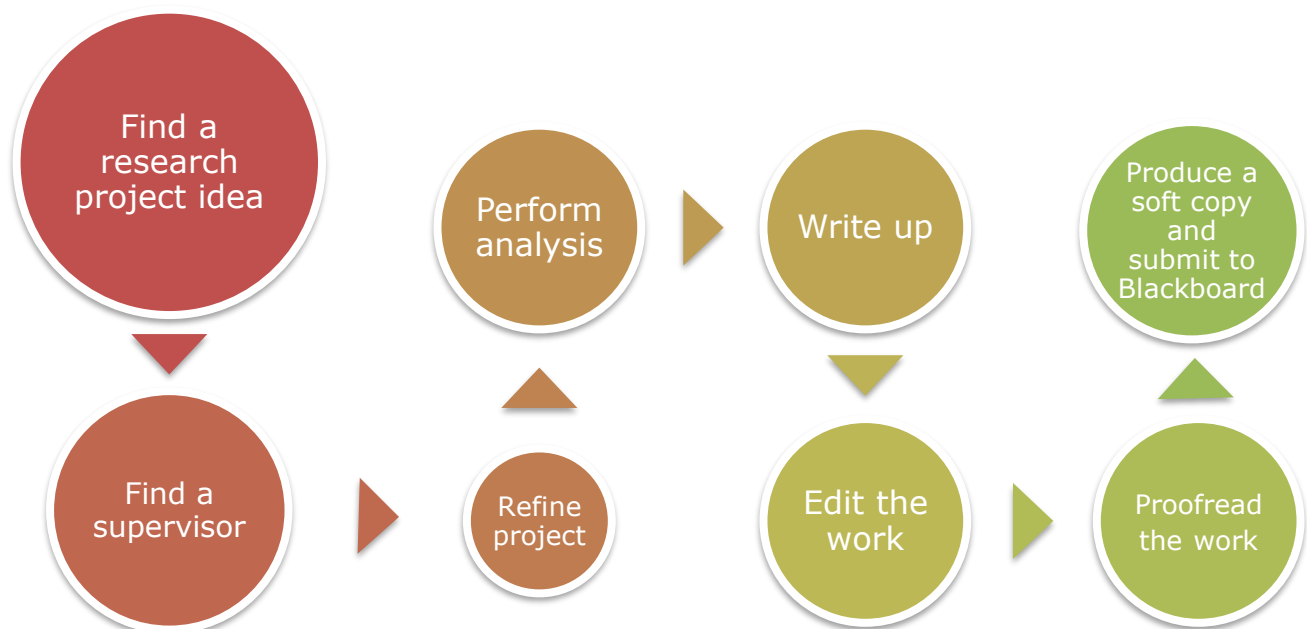 Find a
research
project idea
Find a
supervisor
Refine
project
Perform
analysis
Write up
Edit the
work
Proofread
the work
Produce a
soft copy
and
submit to
Blackboard